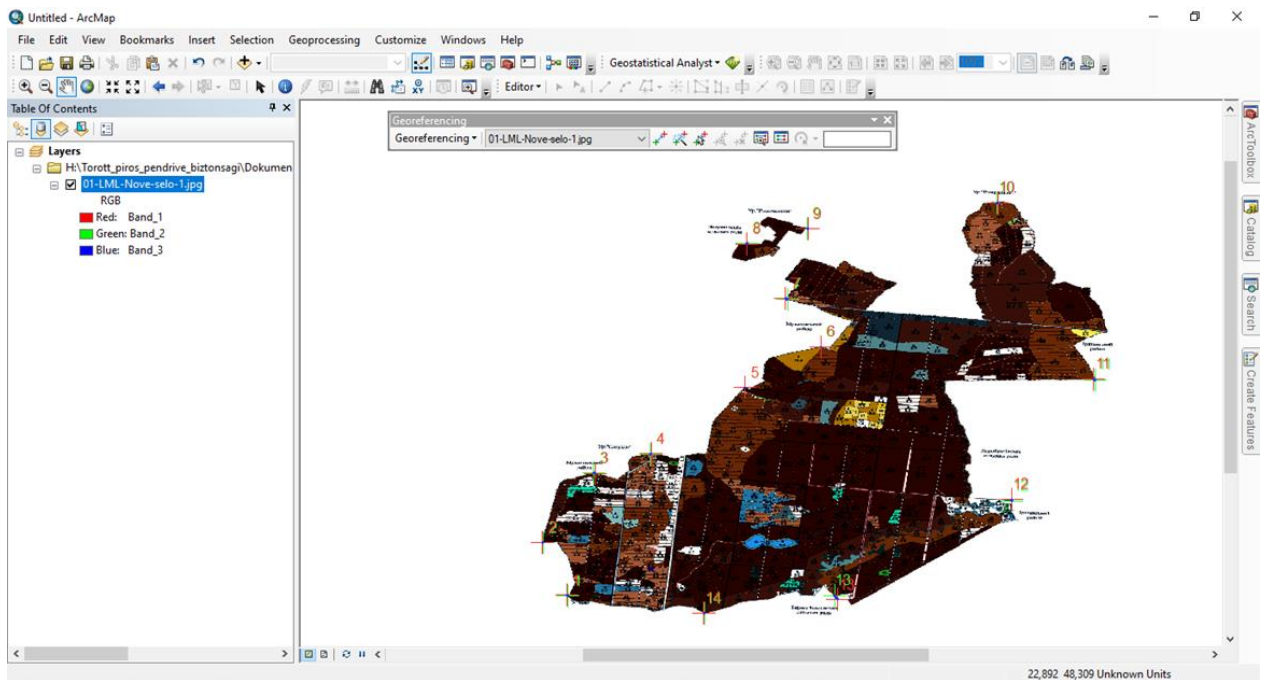 Untitled - ArcMap
File Edit View Bookmarks Insert Selection Geoprocessing Customize Windows Help
Geostatistical Analyst
Editor
Table Of Contents
Layers
H:\Torott_piros_pendrive_biztonsagi\Dokumen
01-LML-Nove-selo-1.jpg
RGB
Red: Band_1
Green: Band_2
Blue: Band_3
Georeferencing
Georeferencing 01-LML-Nove-selo-1.jpg
10
9
8
7
6
11
5
4
3
12
2
1
13
14
ArcToolbox
Catalog
Search
Create Features
22,892 48,309 Unknown Units